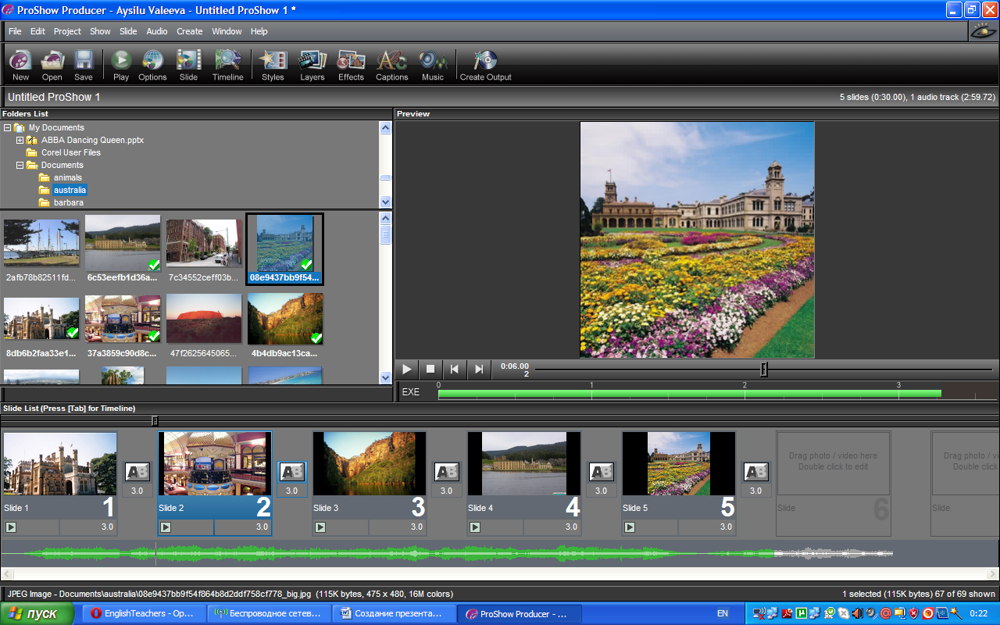 ProShow Producer - Aysilu Valeeva - Untitled ProShow 1 *
File Edit Project Show Slide Audio Create Window Help
New Open Save Play Options Slide Timeline Styles Layers Effects Captions Music Create Output
Untitled ProShow 1
5 slides (0:30.00), 1 audio track (2:59.72)
Folders List
My Documents
ABBA Dancing Queen.pptx
Corel User Files
Documents
animals
australia
barbara
2afb78b82511fd... 6c53eefb1d36a... 7c34552ceff03b... 08e9437bb9f54...
8db6b2faa33e1... 37a3859c90d8c... 47f2625645065... 4b4db9ac13ca...
Preview
0:06.00
2
EXE 0 1 2 3
Slide List (Press [Tab] for Timeline)
AB AB AB AB AB
Drag photo / video here
Double click to edit
Drag photo / vid
Double click
3.0 3.0 3.0 3.0 3.0
Slide 1 1 Slide 2 2 Slide 3 3 Slide 4 4 Slide 5 5 Slide 6 Slide
3.0 3.0 3.0 3.0 3.0
JPEG Image - Documents\australia\08e9437bb9f54f864b8d2ddf758cf778_big.jpg (115K bytes, 475 x 480, 16M colors)
1 selected (115K bytes) 67 of 69 shown
пуск EnglishTeachers - Op... Беспроводное сетев... Создание презента... ProShow Producer - ... EN 0:22